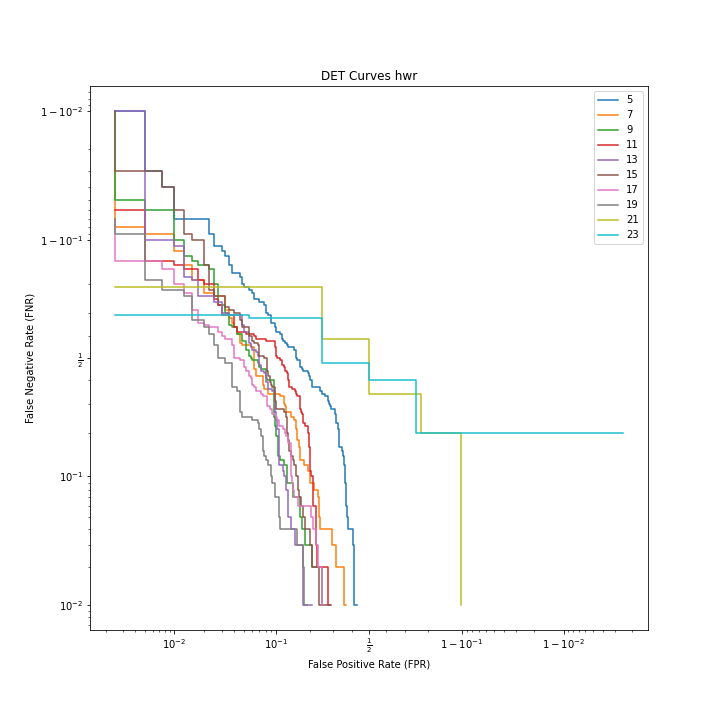 DET Curves hwr
5
7
9
11
13
15
17
19
21
23
False Negative Rate (FNR)
1 − 10⁻²
1 − 10⁻¹
½
10⁻¹
10⁻²
10⁻² 10⁻¹ ½ 1 − 10⁻¹ 1 − 10⁻²
False Positive Rate (FPR)